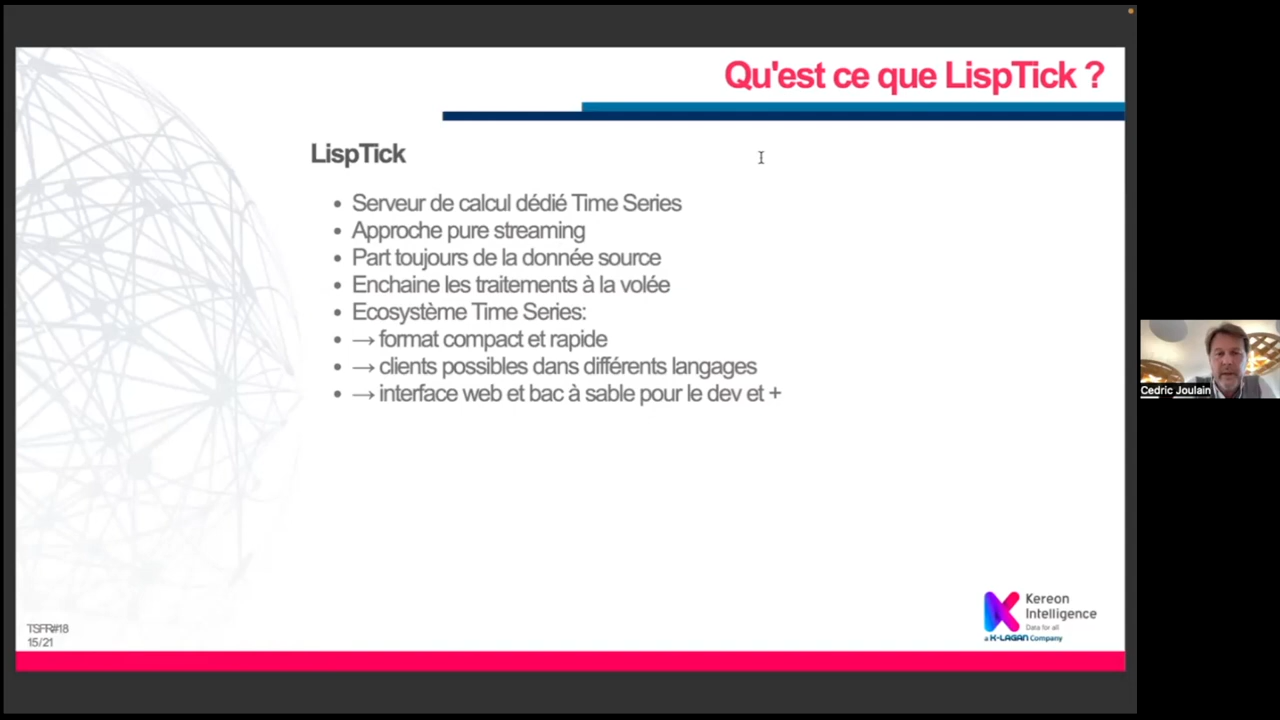 Qu'est ce que LispTick ?
LispTick
• Serveur de calcul dédié Time Series
• Approche pure streaming
• Part toujours de la donnée source
• Enchaine les traitements à la volée
• Ecosystème Time Series:
• → format compact et rapide
• → clients possibles dans différents langages
• → interface web et bac à sable pour le dev et +
Cedric Joulain
Kereon
Intelligence
Data for all
a K-LAGAN Company
TSFR#18
15/21